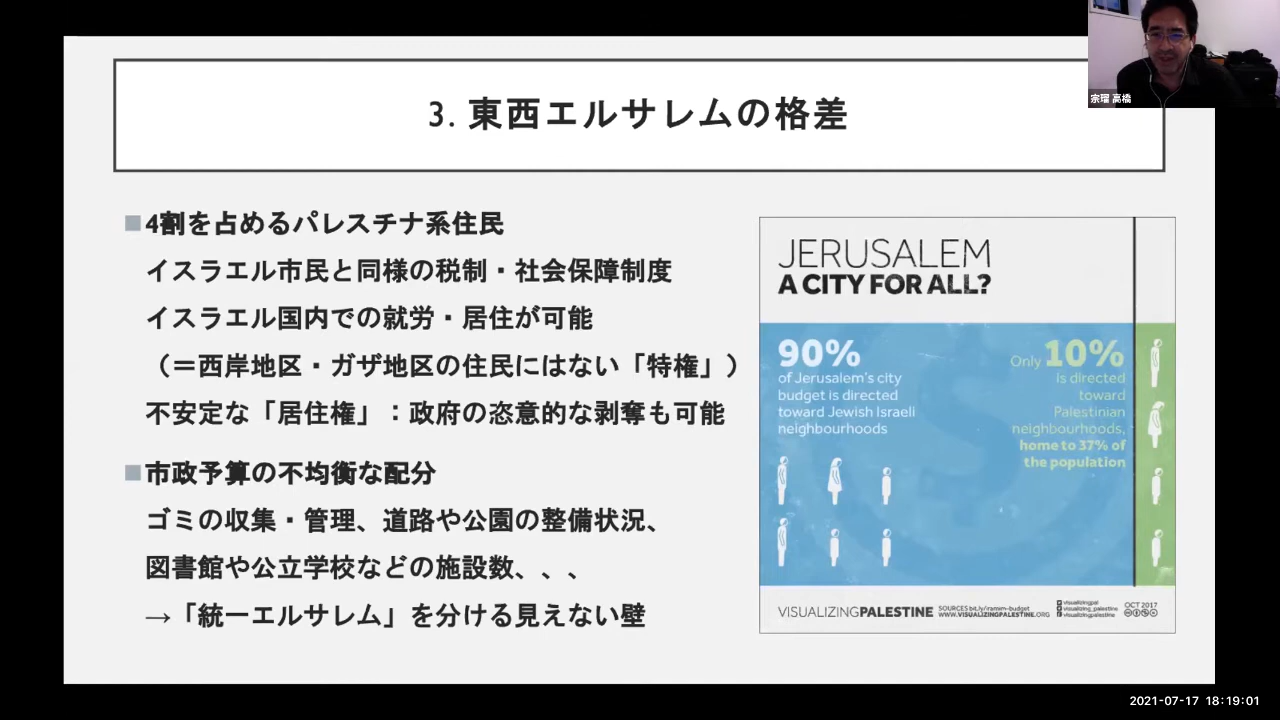 宗瑠 高橋
3. 東西エルサレムの格差
4割を占めるパレスチナ系住民
イスラエル市民と同様の税制・社会保障制度
イスラエル国内での就労・居住が可能
（＝西岸地区・ガザ地区の住民にはない「特権」）
不安定な「居住権」：政府の恣意的な剥奪も可能
市政予算の不均衡な配分
ゴミの収集・管理、道路や公園の整備状況、
図書館や公立学校などの施設数、、、
→「統一エルサレム」を分ける見えない壁
JERUSALEM
A CITY FOR ALL?
90%
of Jerusalem's city
budget is directed
toward Jewish Israeli
neighbourhoods
Only 10%
is directed
toward
Palestinian
neighbourhoods,
home to 37% of
the population
VISUALIZINGPALESTINE
SOURCES bit.ly/iramm-budget
WWW.VISUALIZINGPALESTINE.ORG
visualizingpal
visualizing_palestine
visualizingpalestine
OCT 2017
2021-07-17 18:19:01